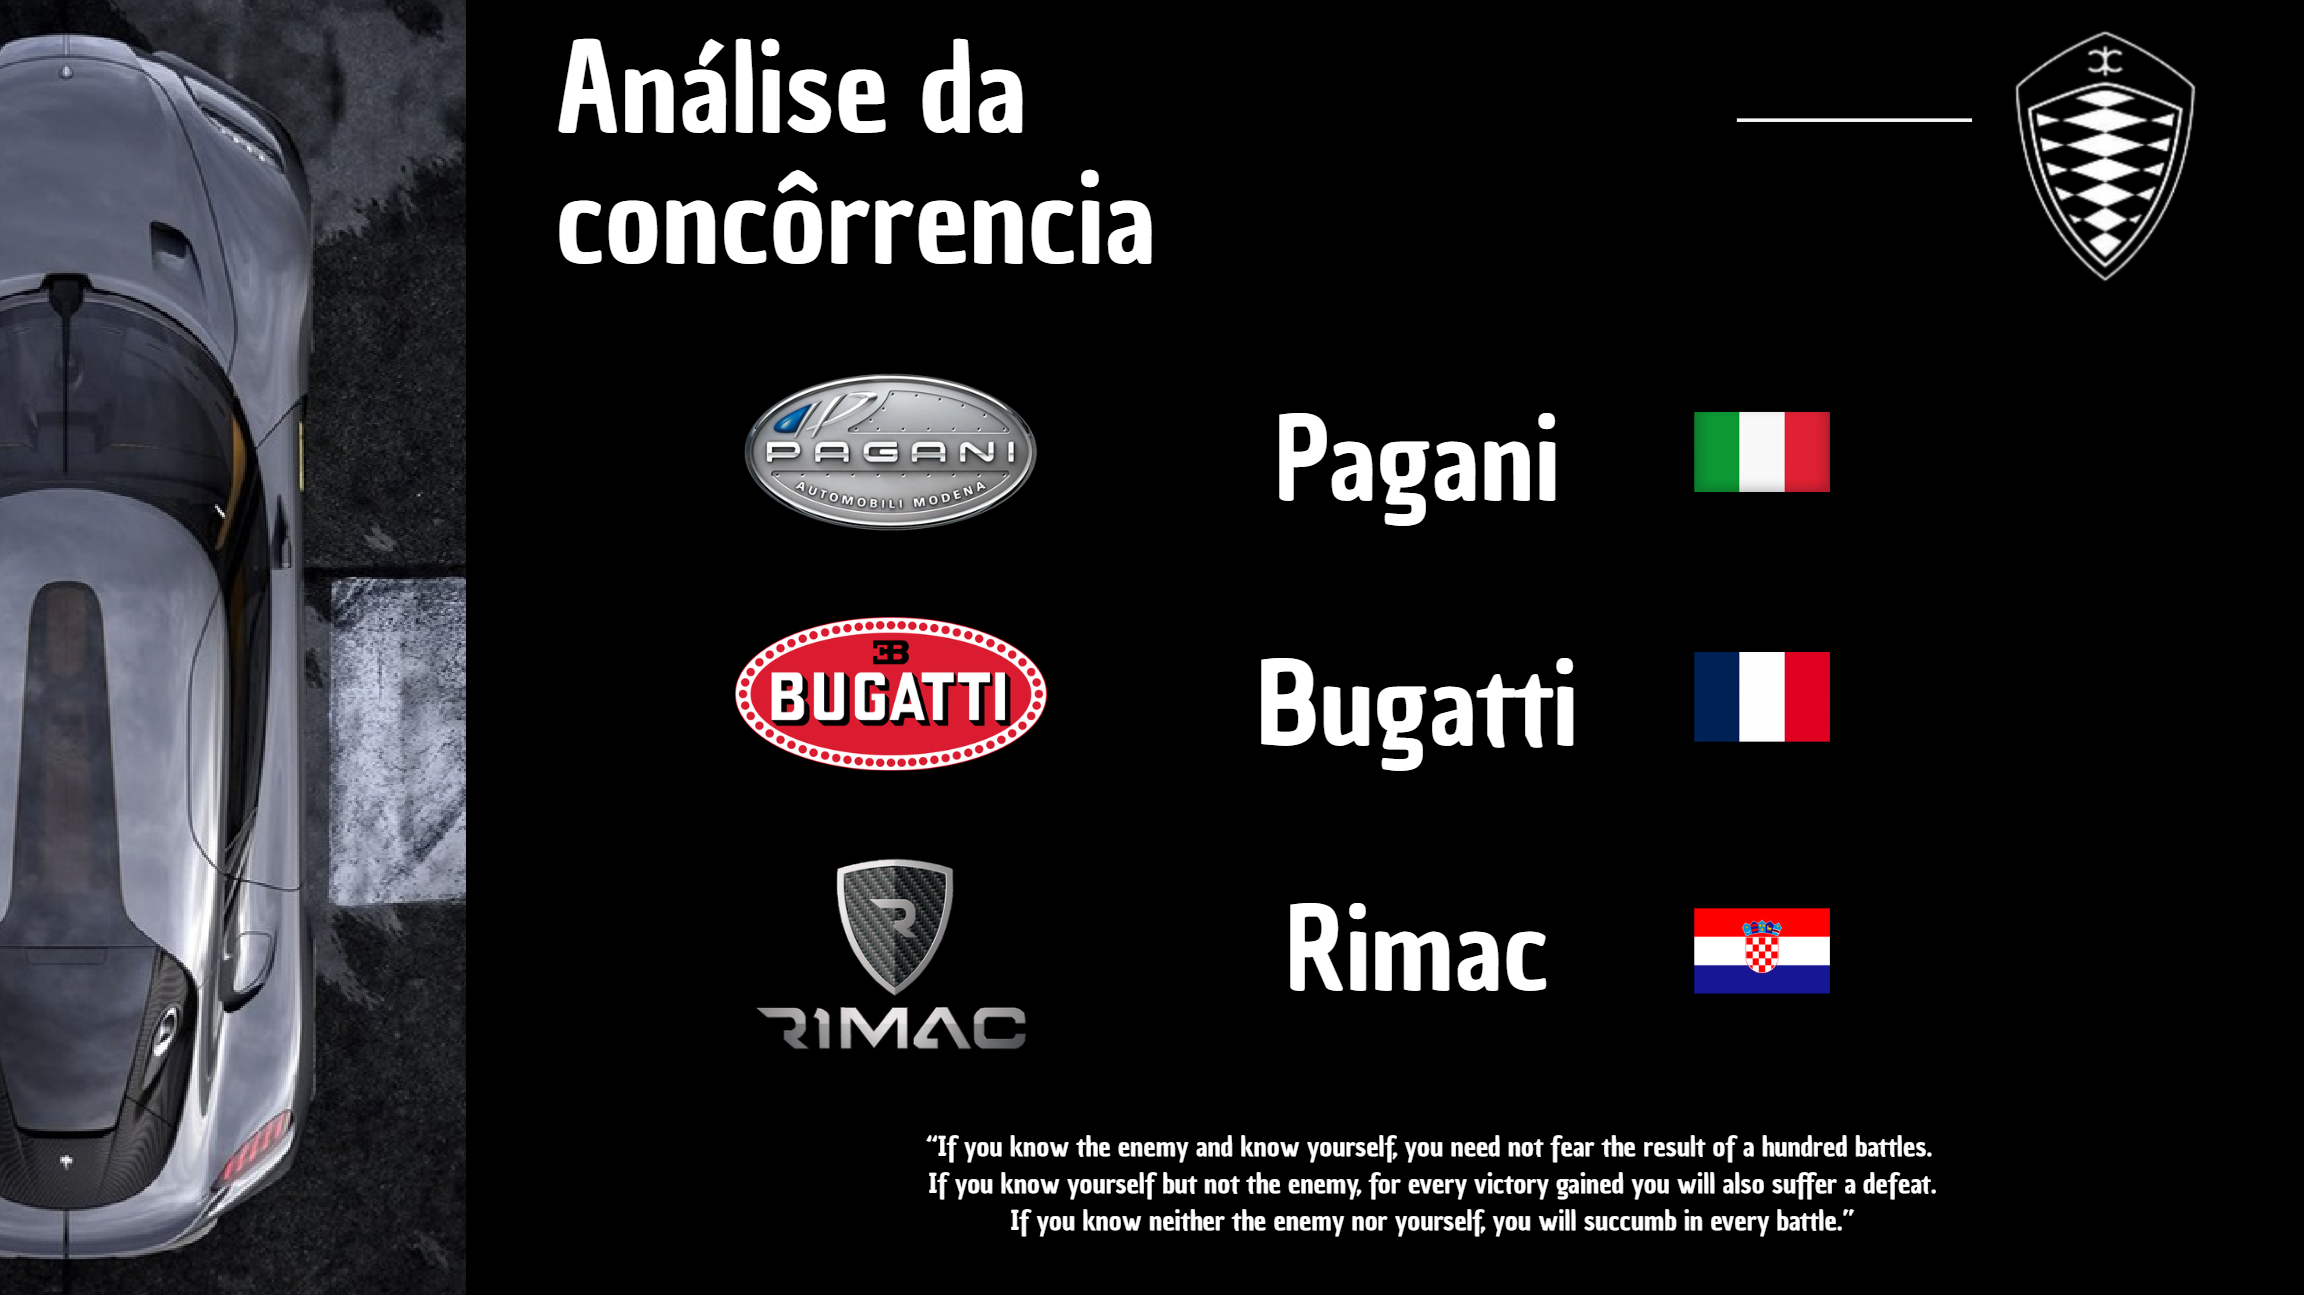 Análise da
concôrrencia
PAGANI
AUTOMOBILI MODENA
Pagani
EB
BUGATTI
Bugatti
R
RIMAC
Rimac
“If you know the enemy and know yourself, you need not fear the result of a hundred battles.
If you know yourself but not the enemy, for every victory gained you will also suffer a defeat.
If you know neither the enemy nor yourself, you will succumb in every battle.”